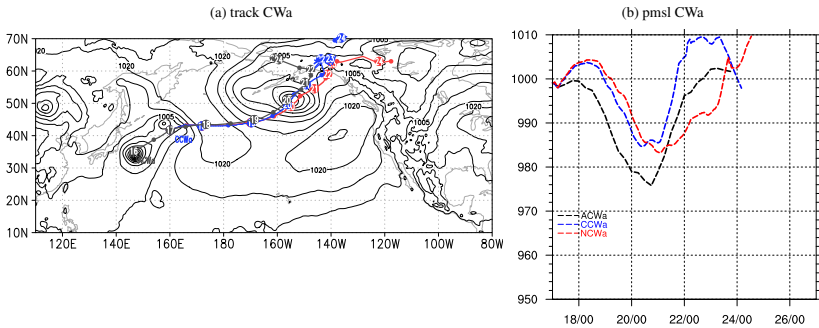 (a) track CWa
(b) pmsl CWa
70N
60N
50N
40N
30N
20N
10N
120E
140E
160E
180
160W
140W
120W
100W
80W
1020
1020
1005
1005
1005
1005
1020
1020
1020
CCWa
1010
1000
990
980
970
960
950
ACWa
CCWa
NCWa
18/00
20/00
22/00
24/00
26/00